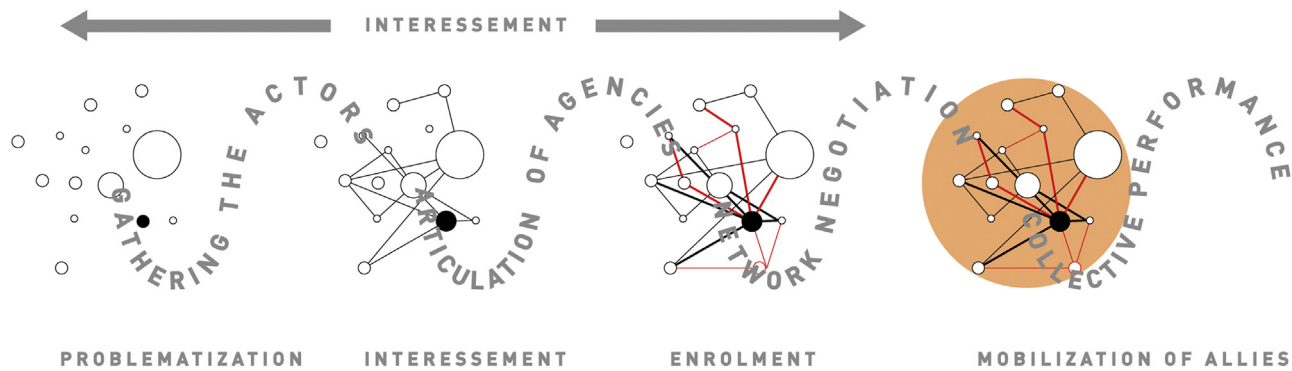 INTERESSEMENT
GATHERING THE ACTORS
ARTICULATION OF AGENCIES
NETWORK NEGOTIATION
COLLECTIVE PERFORMANCE
PROBLEMATIZATION
INTERESSEMENT
ENROLMENT
MOBILIZATION OF ALLIES